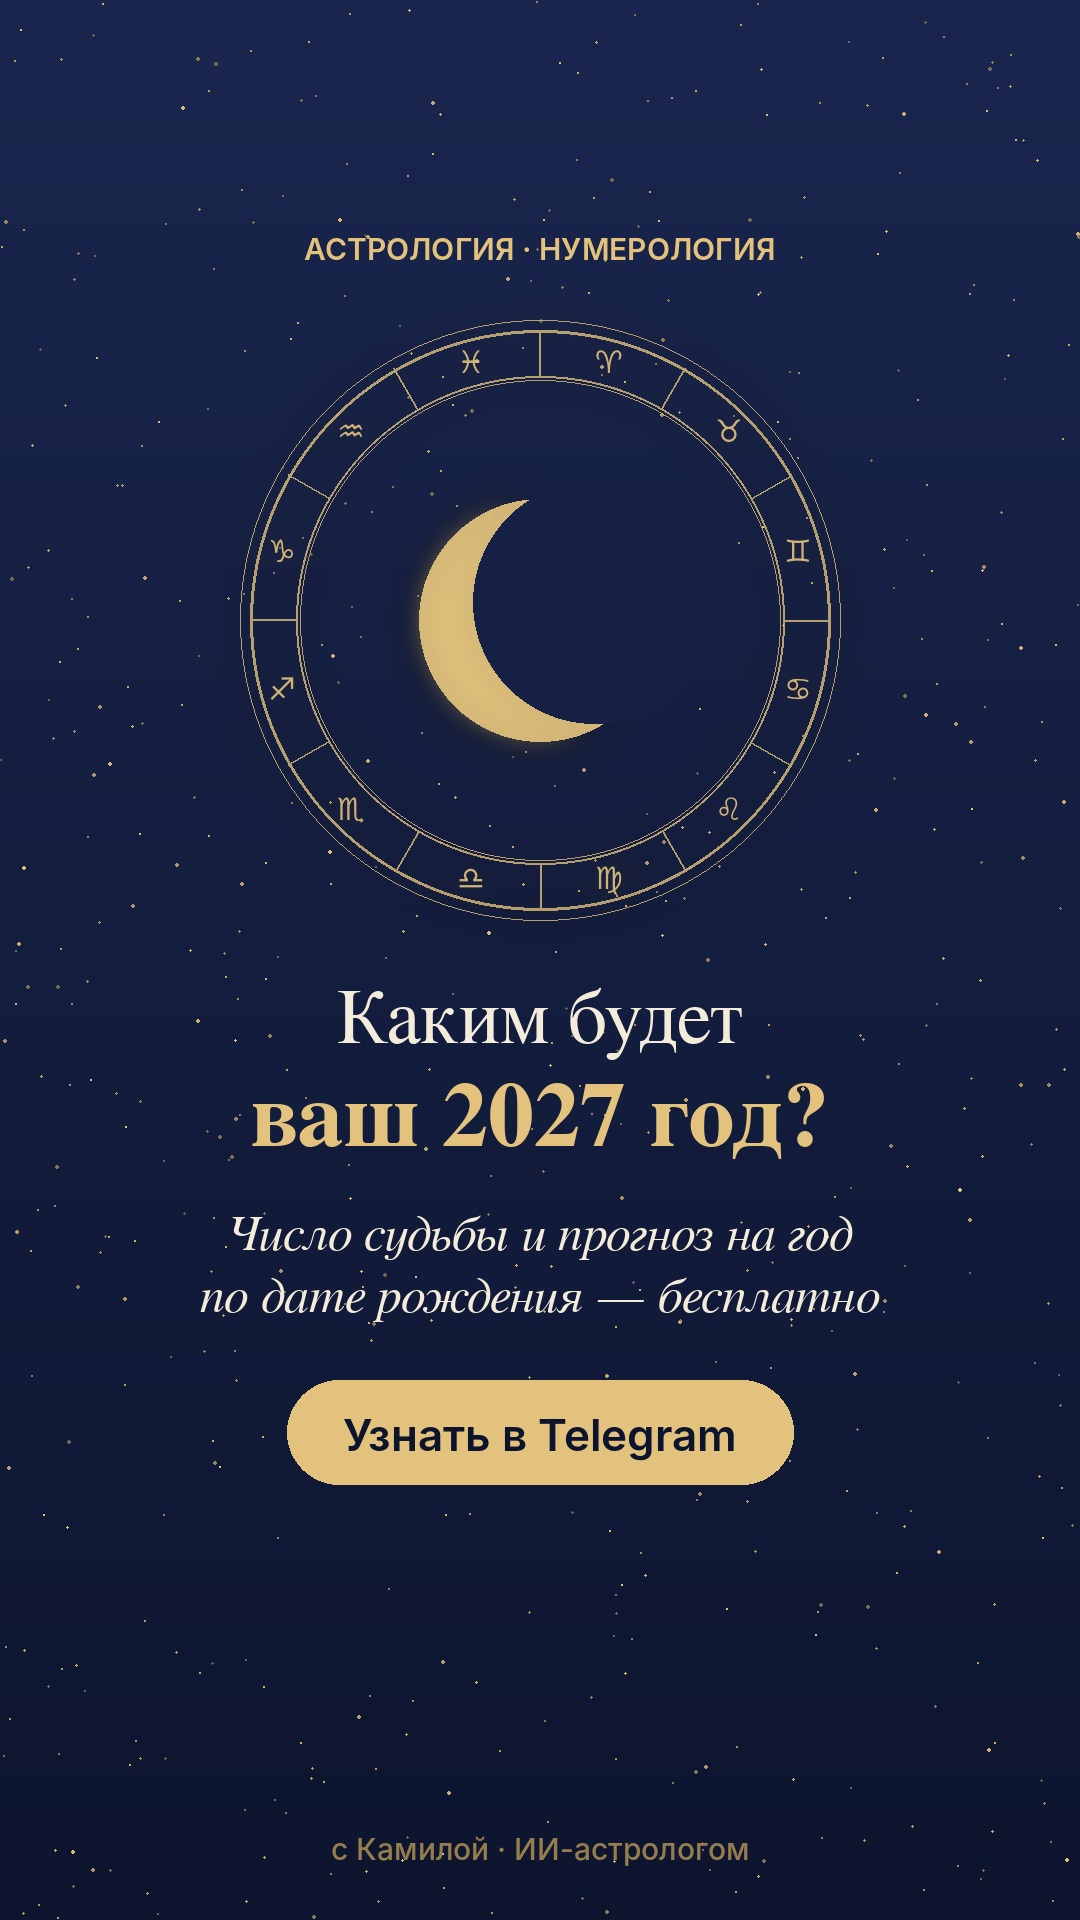 АСТРОЛОГИЯ · НУМЕРОЛОГИЯ
♓ ♈
♒ ♉
♑ ♊
♐ ♋
♏ ♌
♎ ♍
Каким будет
ваш 2027 год?
Число судьбы и прогноз на год
по дате рождения — бесплатно
Узнать в Telegram
с Камилой · ИИ-астрологом